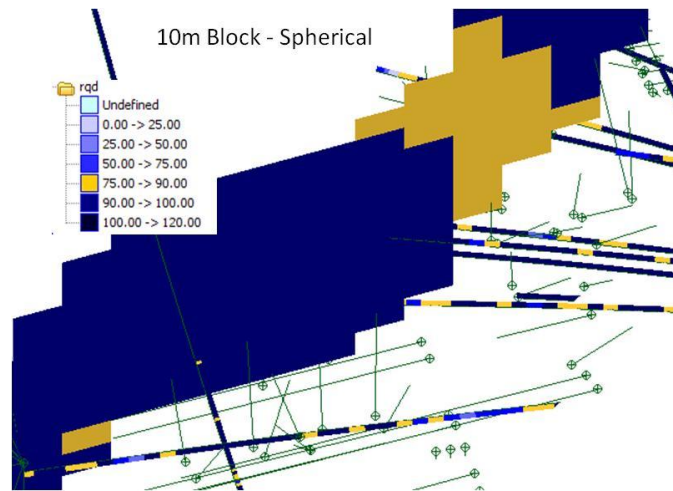 10m Block - Spherical
rqd
Undefined
0.00 -> 25.00
25.00 -> 50.00
50.00 -> 75.00
75.00 -> 90.00
90.00 -> 100.00
100.00 -> 120.00